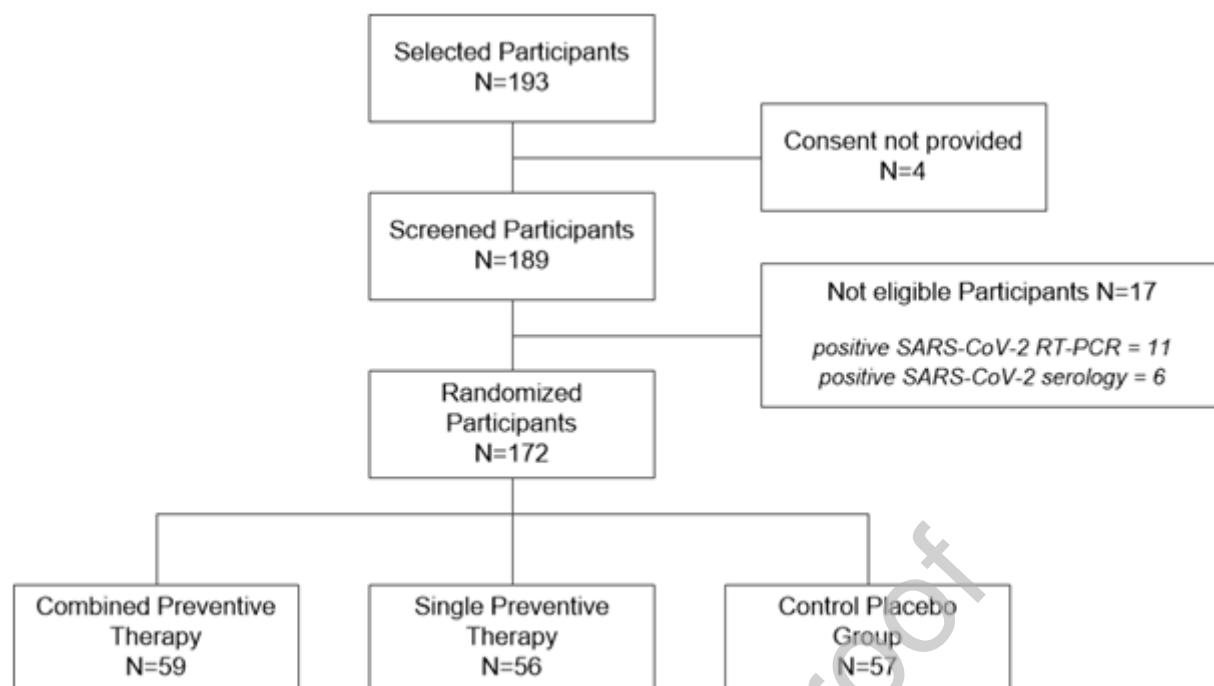 Selected Participants
N=193
Consent not provided
N=4
Screened Participants
N=189
Not eligible Participants N=17
positive SARS-CoV-2 RT-PCR = 11
positive SARS-CoV-2 serology = 6
Randomized
Participants
N=172
Combined Preventive
Therapy
N=59
Single Preventive
Therapy
N=56
Control Placebo
Group
N=57
roof